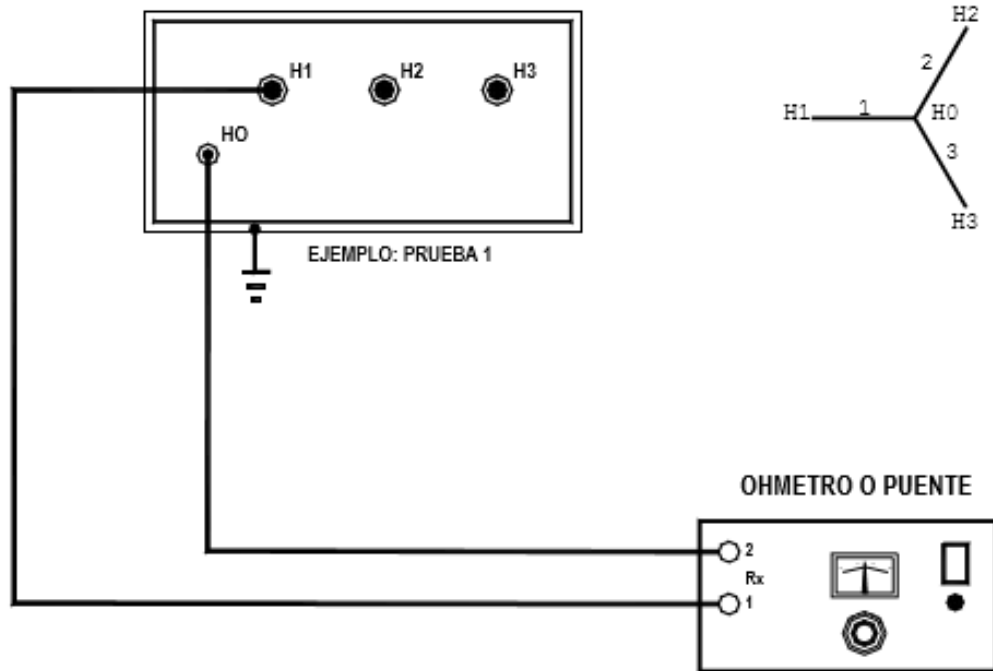 H1 H2 H3
HO
EJEMPLO: PRUEBA 1
H2
2
H1 1 H0
3
H3
OHMETRO O PUENTE
2
Rx
1